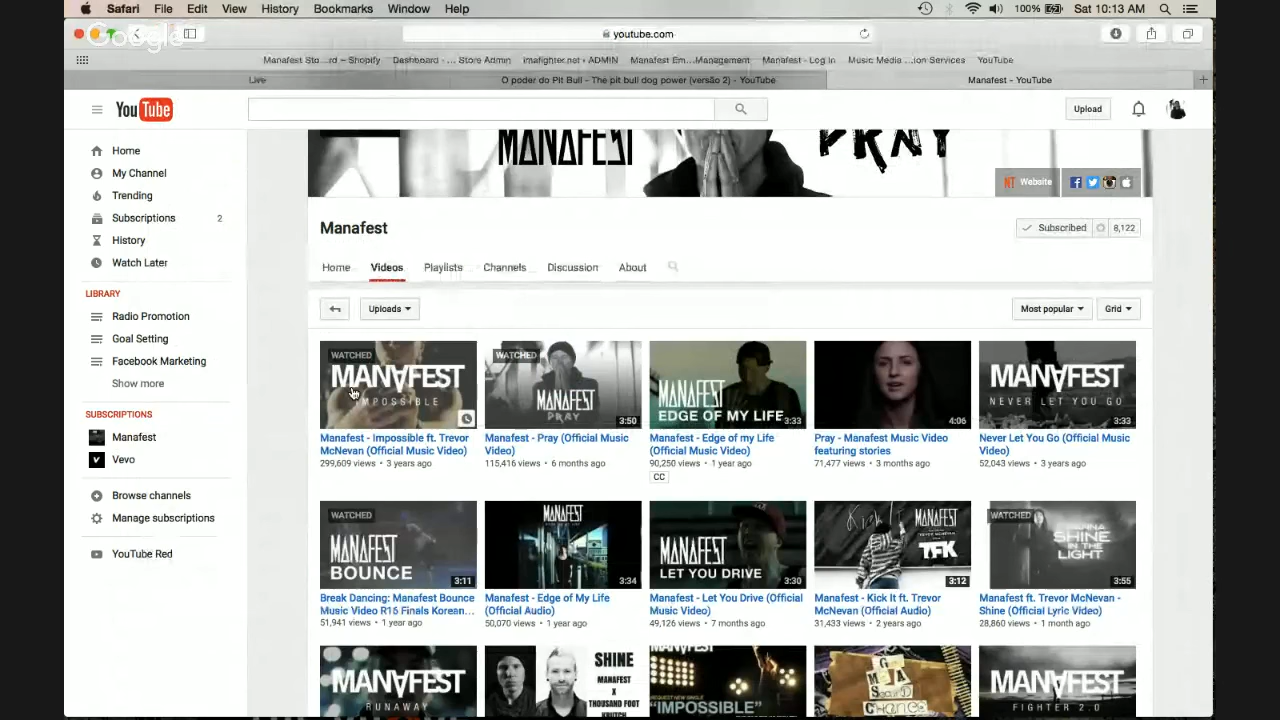 Safari File Edit View History Bookmarks Window Help 100% Sat 10:13 AM
Google
youtube.com
Manafest Sto...rd ~ Shopify Dashboard - ... Store Admin imafighter.net • ADMIN Manafest Em...Management Manafest - Log In Music Media ...ion Services YouTube
Live O poder do Pit Bull - The pit bull dog power (versão 2) - YouTube Manafest - YouTube
YouTube Upload
MANAFEST PRAY
Website
Home
My Channel
Trending
Subscriptions 2
History
Watch Later
LIBRARY
Radio Promotion
Goal Setting
Facebook Marketing
Show more
SUBSCRIPTIONS
Manafest
Vevo
Browse channels
Manage subscriptions
YouTube Red
Manafest Subscribed 8,122
Home Videos Playlists Channels Discussion About
Uploads Most popular Grid
WATCHED
MANAFEST
IMPOSSIBLE
Manafest - Impossible ft. Trevor
McNevan (Official Music Video)
299,609 views • 3 years ago
WATCHED
MANAFEST
PRAY
3:50
Manafest - Pray (Official Music
Video)
115,416 views • 6 months ago
MANAFEST
EDGE OF MY LIFE
3:33
Manafest - Edge of my Life
(Official Music Video)
90,250 views • 1 year ago
CC
4:06
Pray - Manafest Music Video
featuring stories
71,477 views • 3 months ago
MANAFEST
NEVER LET YOU GO
3:33
Never Let You Go (Official Music
Video)
52,043 views • 3 years ago
WATCHED
MANAFEST
BOUNCE
3:11
Break Dancing: Manafest Bounce
Music Video R16 Finals Korean...
51,941 views • 1 year ago
MANAFEST
3:34
Manafest - Edge of My Life
(Official Audio)
50,070 views • 1 year ago
MANAFEST
LET YOU DRIVE
3:30
Manafest - Let You Drive (Official
Music Video)
49,126 views • 7 months ago
Kick It MANAFEST
TFK
3:12
Manafest - Kick It ft. Trevor
McNevan (Official Audio)
31,433 views • 2 years ago
WATCHED
SHINE
IN THE
LIGHT
3:55
Manafest ft. Trevor McNevan -
Shine (Official Lyric Video)
28,860 views • 1 month ago
MANAFEST
RUNAWAY
SHINE
MANAFEST
X
THOUSAND FOOT
KRUTCH
MANAFEST
REQUEST NEW SINGLE
"IMPOSSIBLE"
MANAFEST
FIGHTER 2.0